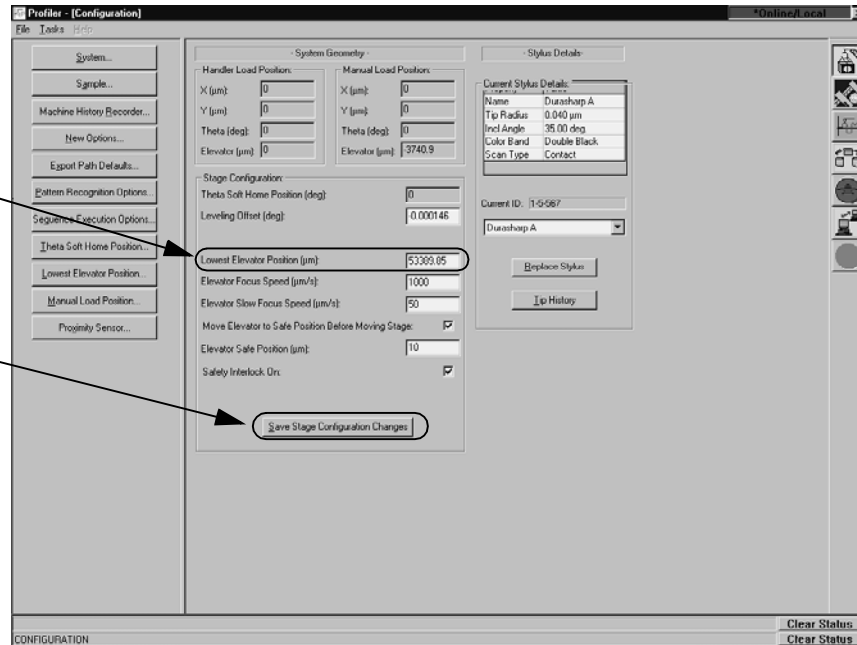 Profiler - [Configuration]
*Online/Local
File Tasks Help
System...
Sample...
Machine History Recorder...
New Options...
Export Path Defaults...
Pattern Recognition Options...
Sequence Execution Options...
Theta Soft Home Position...
Lowest Elevator Position...
Manual Load Position...
Proximity Sensor...
- System Geometry -
Handler Load Position:
X (µm): 0
Y (µm): 0
Theta (deg): 0
Elevator (µm): 0
Manual Load Position:
X (µm): 0
Y (µm): 0
Theta (deg): 0
Elevator (µm): -3740.9
Stage Configuration:
Theta Soft Home Position (deg): 0
Leveling Offset (deg): -0.000146
Lowest Elevator Position (µm): 53389.85
Elevator Focus Speed (µm/s): 1000
Elevator Slow Focus Speed (µm/s): 50
Move Elevator to Safe Position Before Moving Stage:
Elevator Safe Position (µm): 10
Safety Interlock On:
Save Stage Configuration Changes
- Stylus Details-
Current Stylus Details:
Name Durasharp A
Tip Radius 0.040 µm
Incl Angle 35.00 deg
Color Band Double Black
Scan Type Contact
Current ID: 1-5-567
Durasharp A
Replace Stylus
Tip History
Clear Status
CONFIGURATION
Clear Status